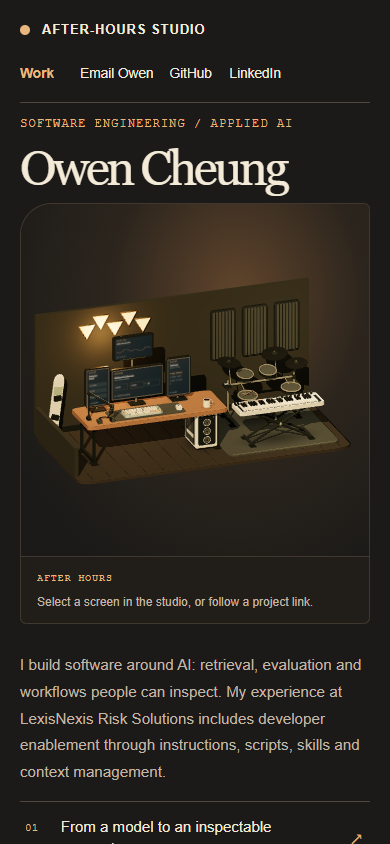 AFTER-HOURS STUDIO
Work Email Owen GitHub LinkedIn
SOFTWARE ENGINEERING / APPLIED AI
Owen Cheung
AFTER HOURS
Select a screen in the studio, or follow a project link.
I build software around AI: retrieval, evaluation and
workflows people can inspect. My experience at
LexisNexis Risk Solutions includes developer
enablement through instructions, scripts, skills and
context management.
01 From a model to an inspectable